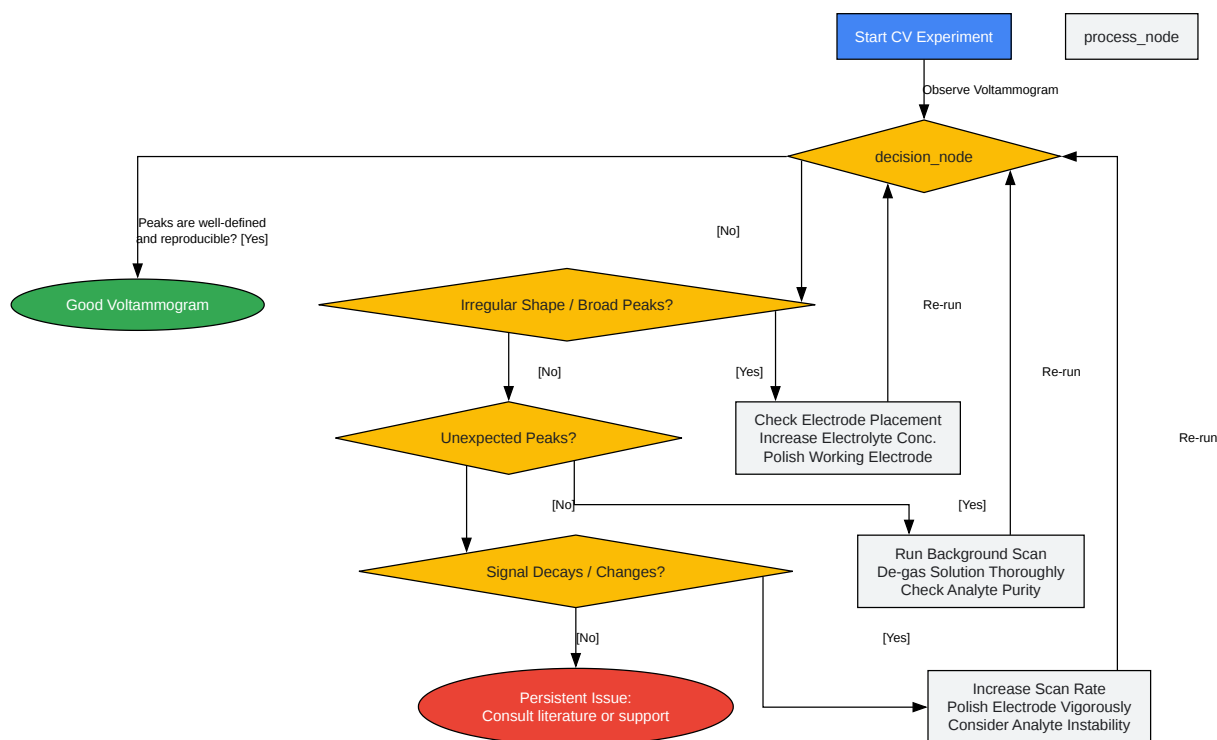 Start CV Experiment
process_node
Observe Voltammogram
decision_node
Peaks are well-defined
and reproducible? [Yes]
[No]
Good Voltammogram
Irregular Shape / Broad Peaks?
Re-run
[No]
[Yes]
Re-run
Check Electrode Placement
Increase Electrolyte Conc.
Polish Working Electrode
Unexpected Peaks?
Re-run
[No]
[Yes]
Run Background Scan
De-gas Solution Thoroughly
Check Analyte Purity
Signal Decays / Changes?
[No]
[Yes]
Persistent Issue:
Consult literature or support
Increase Scan Rate
Polish Electrode Vigorously
Consider Analyte Instability